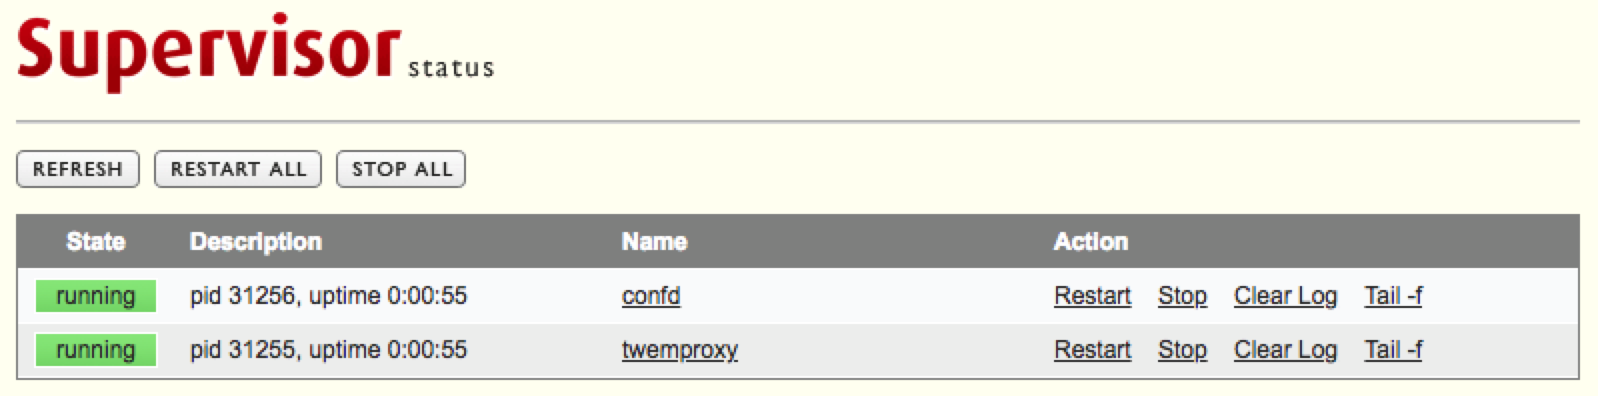 Supervisor status
REFRESH RESTART ALL STOP ALL
State Description Name Action
running pid 31256, uptime 0:00:55 confd Restart Stop Clear Log Tail -f
running pid 31255, uptime 0:00:55 twemproxy Restart Stop Clear Log Tail -f